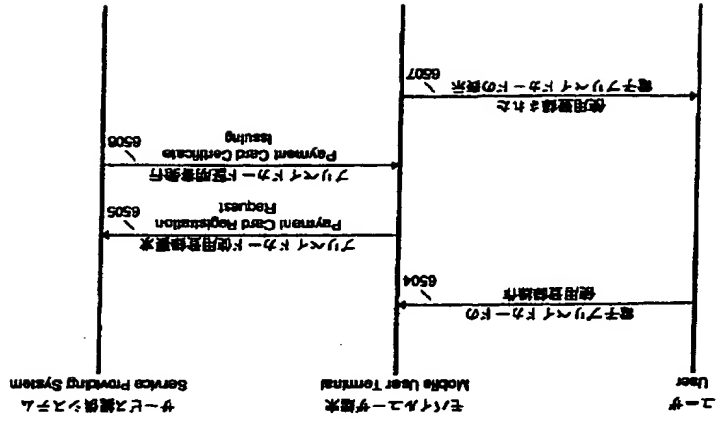 ユーザ
User
モバイルユーザ端末
Mobile User Terminal
サービス提供システム
Service Providing System
電子プリペイドカードの
使用登録操作
6504
プリペイドカード使用登録要求
Payment Card Registration
Request
6505
プリペイドカード証明書発行
Payment Card Certificate
Issuing
6506
使用登録された
電子プリペイドカードの表示
6507